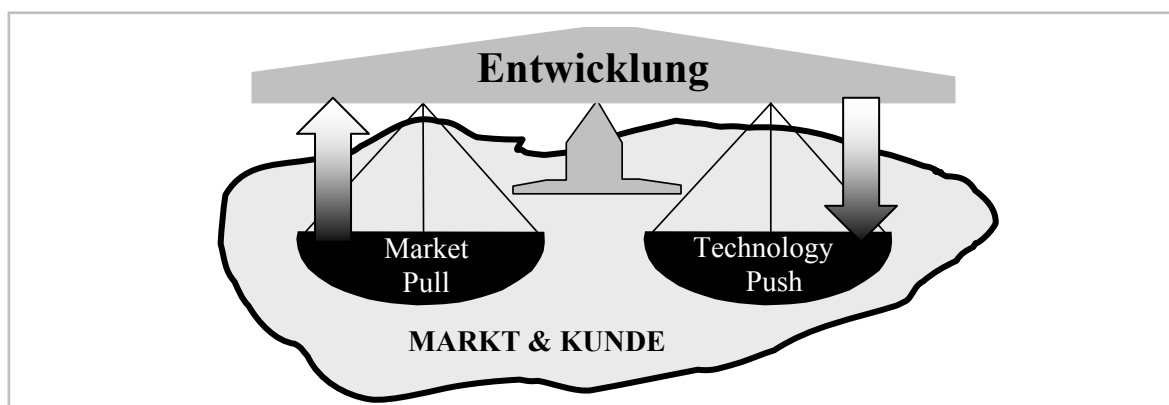 Entwicklung
Market
Pull
Technology
Push
MARKT & KUNDE